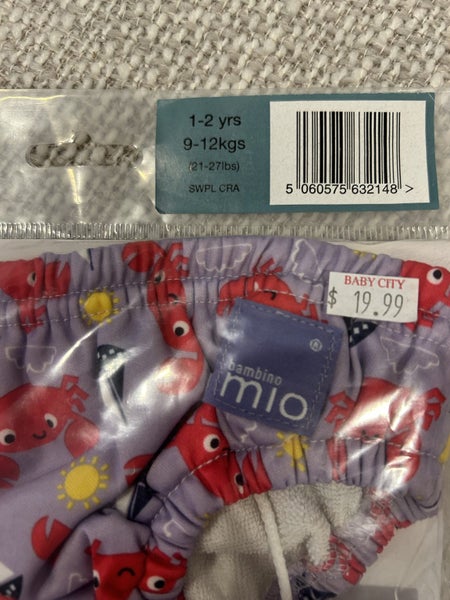 1-2 yrs
9-12kgs
(21-27lbs)
SWPL CRA
5 060575 632148 >
BABY CITY
$ 19.99
bambino
mio